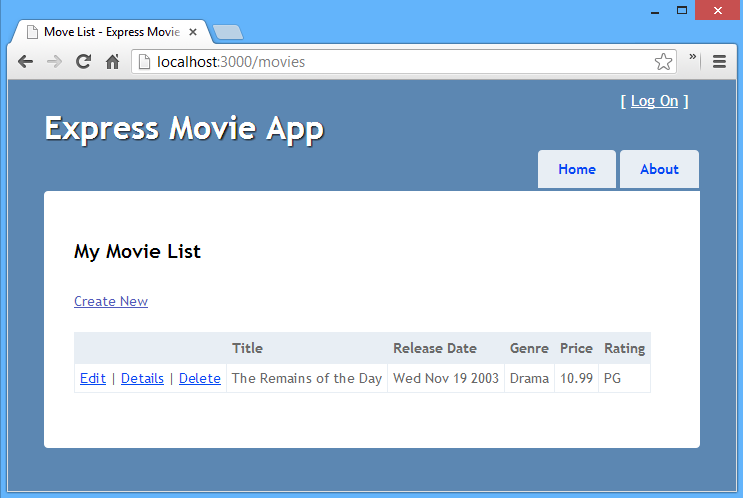 Move List - Express Movie
localhost:3000/movies
[ Log On ]
Express Movie App
Home About
My Movie List
Create New
Title Release Date Genre Price Rating
Edit | Details | Delete The Remains of the Day Wed Nov 19 2003 Drama 10.99 PG